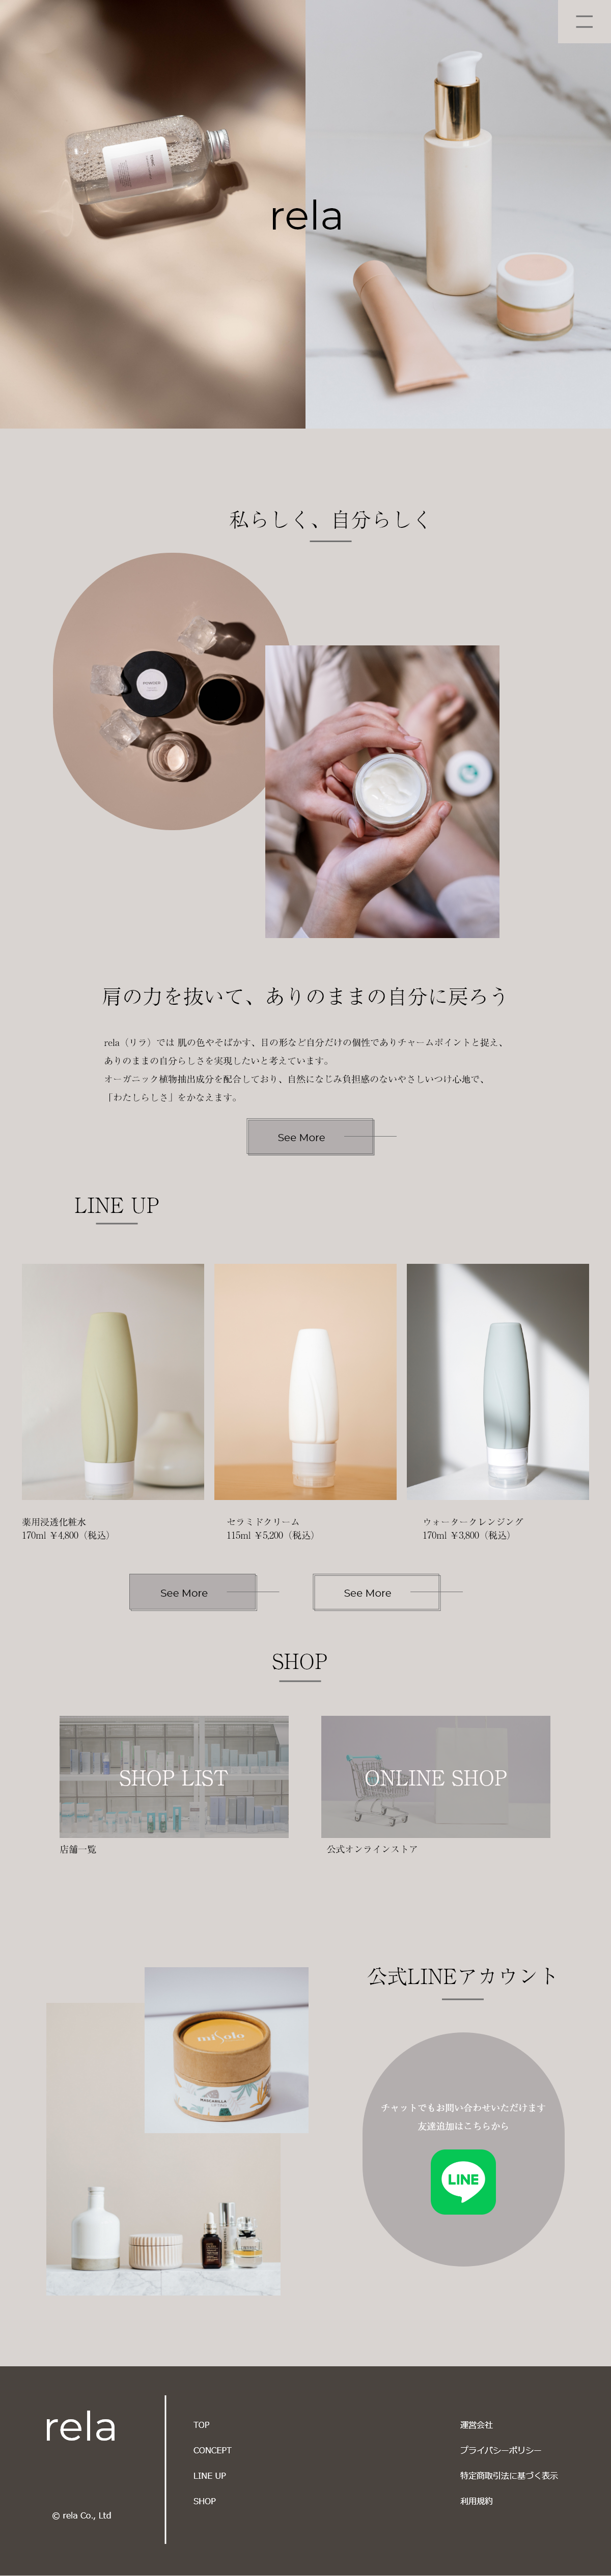 rela
私らしく、自分らしく
POWDER
肩の力を抜いて、ありのままの自分に戻ろう
rela（リラ）では 肌の色やそばかす、目の形など自分だけの個性でありチャームポイントと捉え、
ありのままの自分らしさを実現したいと考えています。
オーガニック植物抽出成分を配合しており、自然になじみ負担感のないやさしいつけ心地で、
「わたしらしさ」をかなえます。
See More
LINE UP
薬用浸透化粧水
170ml ￥4,800（税込）
セラミドクリーム
115ml ￥5,200（税込）
ウォータークレンジング
170ml ￥3,800（税込）
See More
See More
SHOP
SHOP LIST
ONLINE SHOP
店舗一覧
公式オンラインストア
公式LINEアカウント
misolo
MASCARILLA
チャットでもお問い合わせいただけます
友達追加はこちらから
LINE
rela
© rela Co., Ltd
TOP
CONCEPT
LINE UP
SHOP
運営会社
プライバシーポリシー
特定商取引法に基づく表示
利用規約